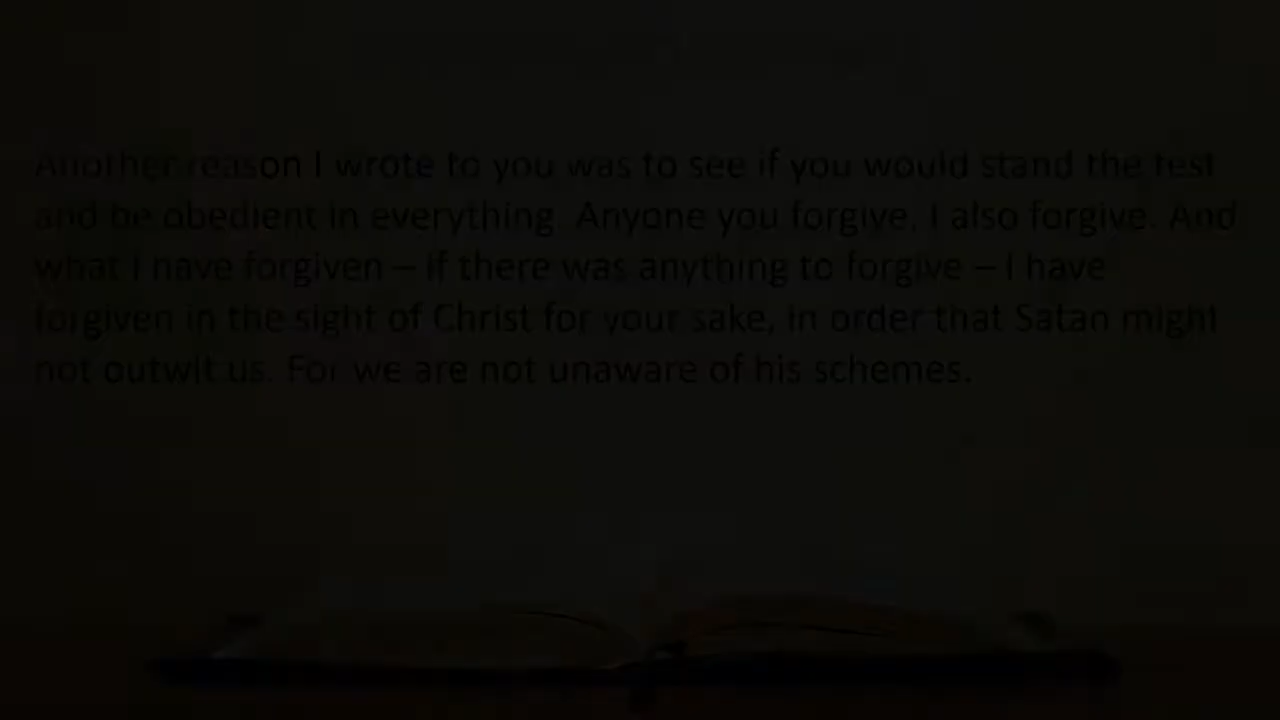 Another reason I wrote to you was to see if you would stand the test
and be obedient in everything. Anyone you forgive, I also forgive. And
what I have forgiven – if there was anything to forgive – I have
forgiven in the sight of Christ for your sake, in order that Satan might
not outwit us. For we are not unaware of his schemes.